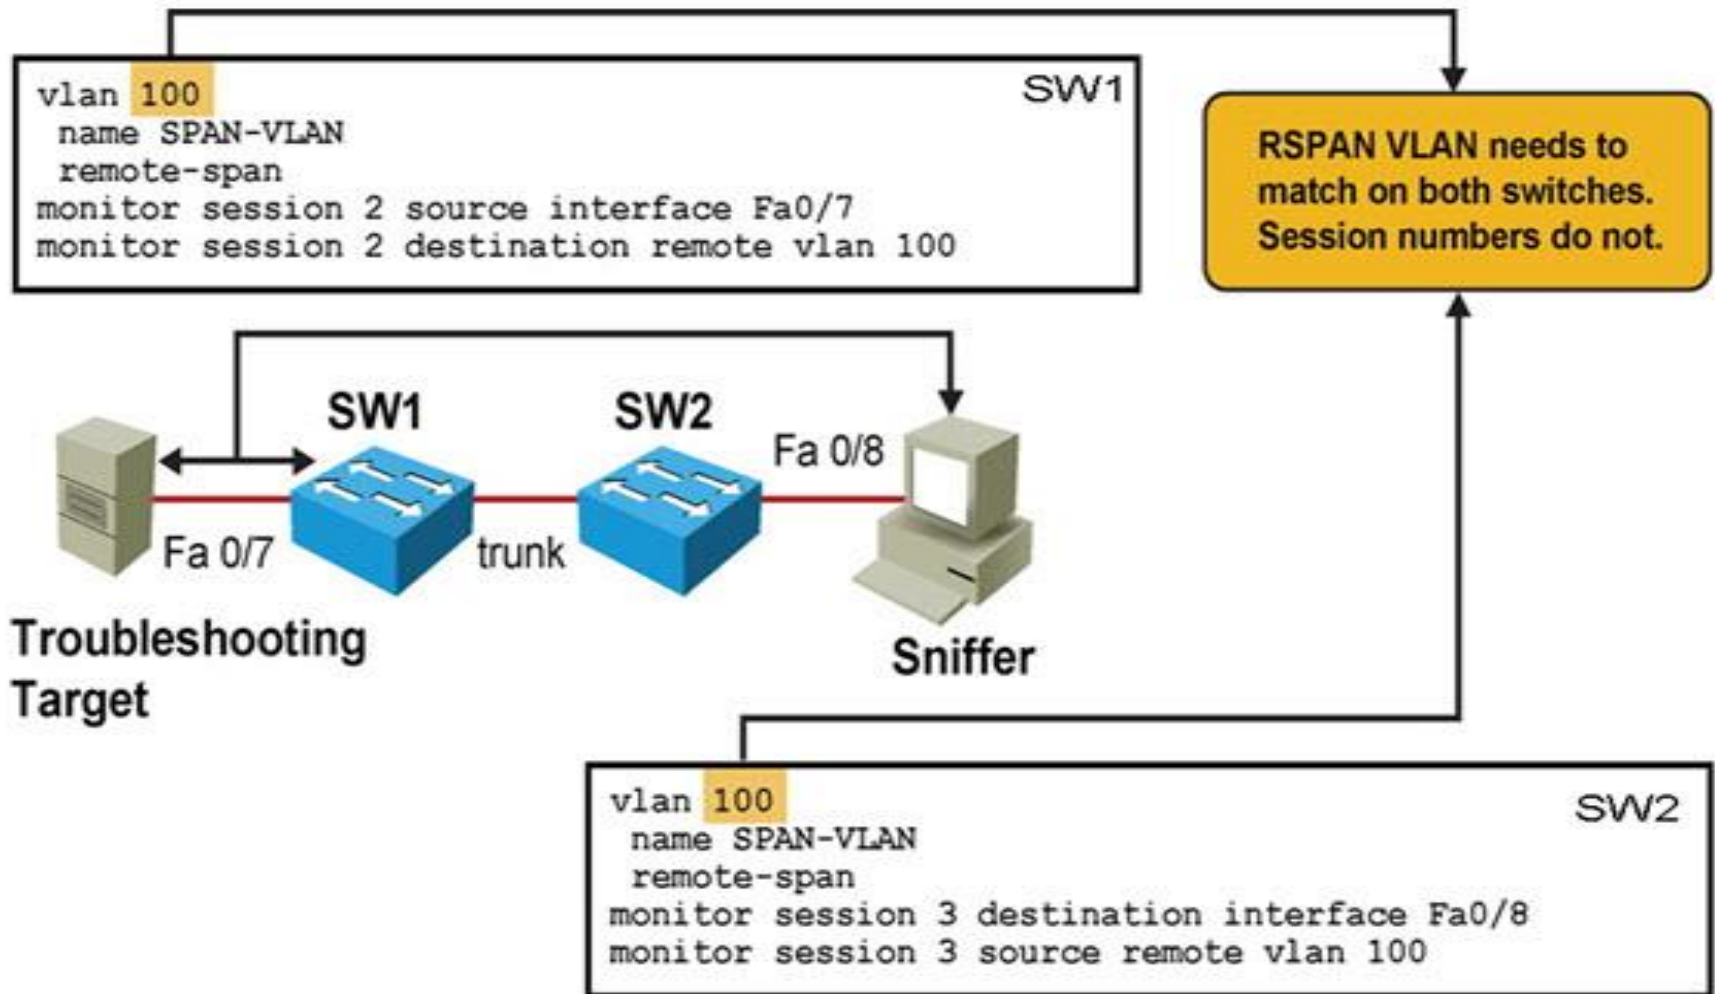 vlan 100
name SPAN-VLAN
remote-span
monitor session 2 source interface Fa0/7
monitor session 2 destination remote vlan 100
SW1
RSPAN VLAN needs to
match on both switches.
Session numbers do not.
SW1
SW2
Fa 0/8
Fa 0/7
trunk
Troubleshooting
Target
Sniffer
vlan 100
name SPAN-VLAN
remote-span
monitor session 3 destination interface Fa0/8
monitor session 3 source remote vlan 100
SW2